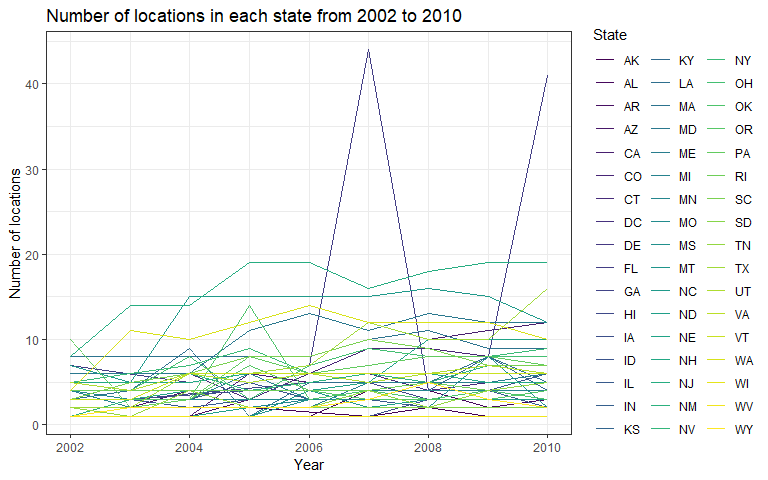 Number of locations in each state from 2002 to 2010
Number of locations
40
30
20
10
0
2002 2004 2006 2008 2010
Year
State
AK KY NY
AL LA OH
AR MA OK
AZ MD OR
CA ME PA
CO MI RI
CT MN SC
DC MO SD
DE MS TN
FL MT TX
GA NC UT
HI ND VA
IA NE VT
ID NH WA
IL NJ WI
IN NM WV
KS NV WY